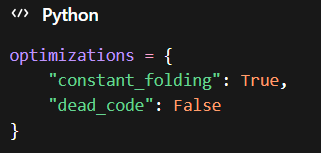 </> Python
optimizations = {
    "constant_folding": True,
    "dead_code": False
}